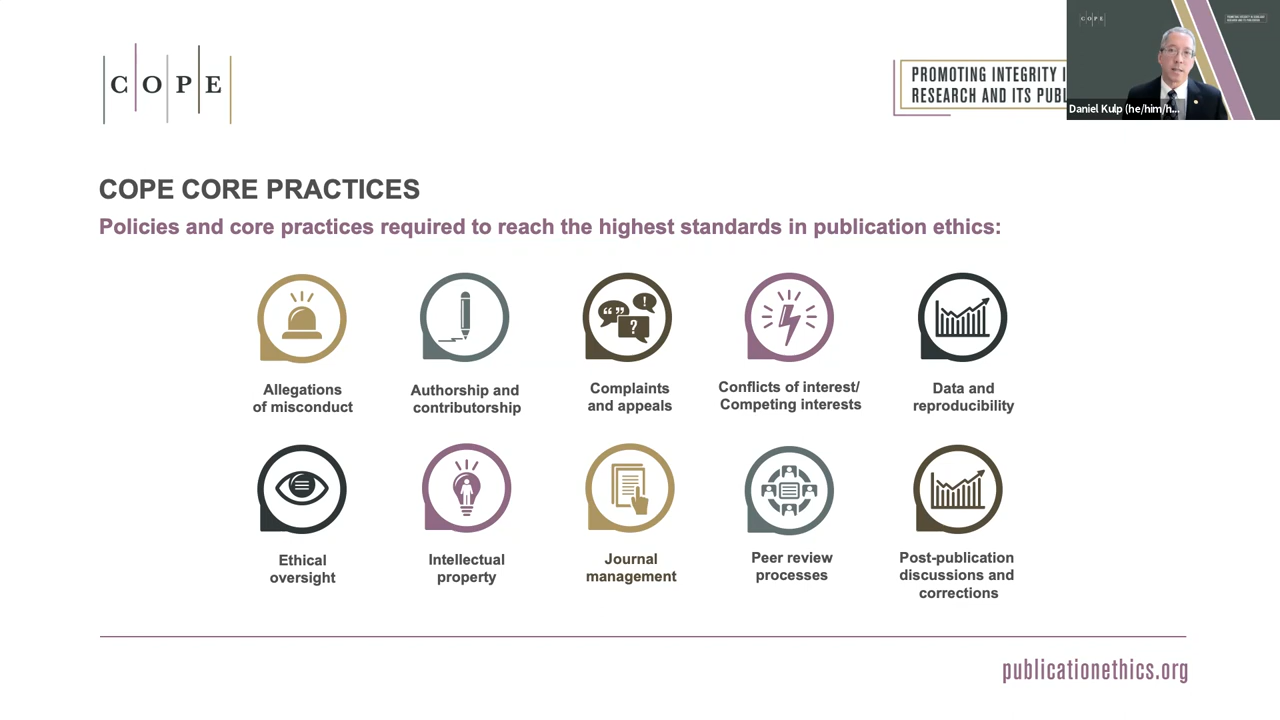 COPE
PROMOTING INTEGRITY I
RESEARCH AND ITS PUBL
COPE
Daniel Kulp (he/him/h...
COPE CORE PRACTICES
Policies and core practices required to reach the highest standards in publication ethics:
Allegations
of misconduct
Authorship and
contributorship
“”
!
?
Complaints
and appeals
Conflicts of interest/
Competing interests
Data and
reproducibility
Ethical
oversight
Intellectual
property
Journal
management
Peer review
processes
Post-publication
discussions and
corrections
publicationethics.org